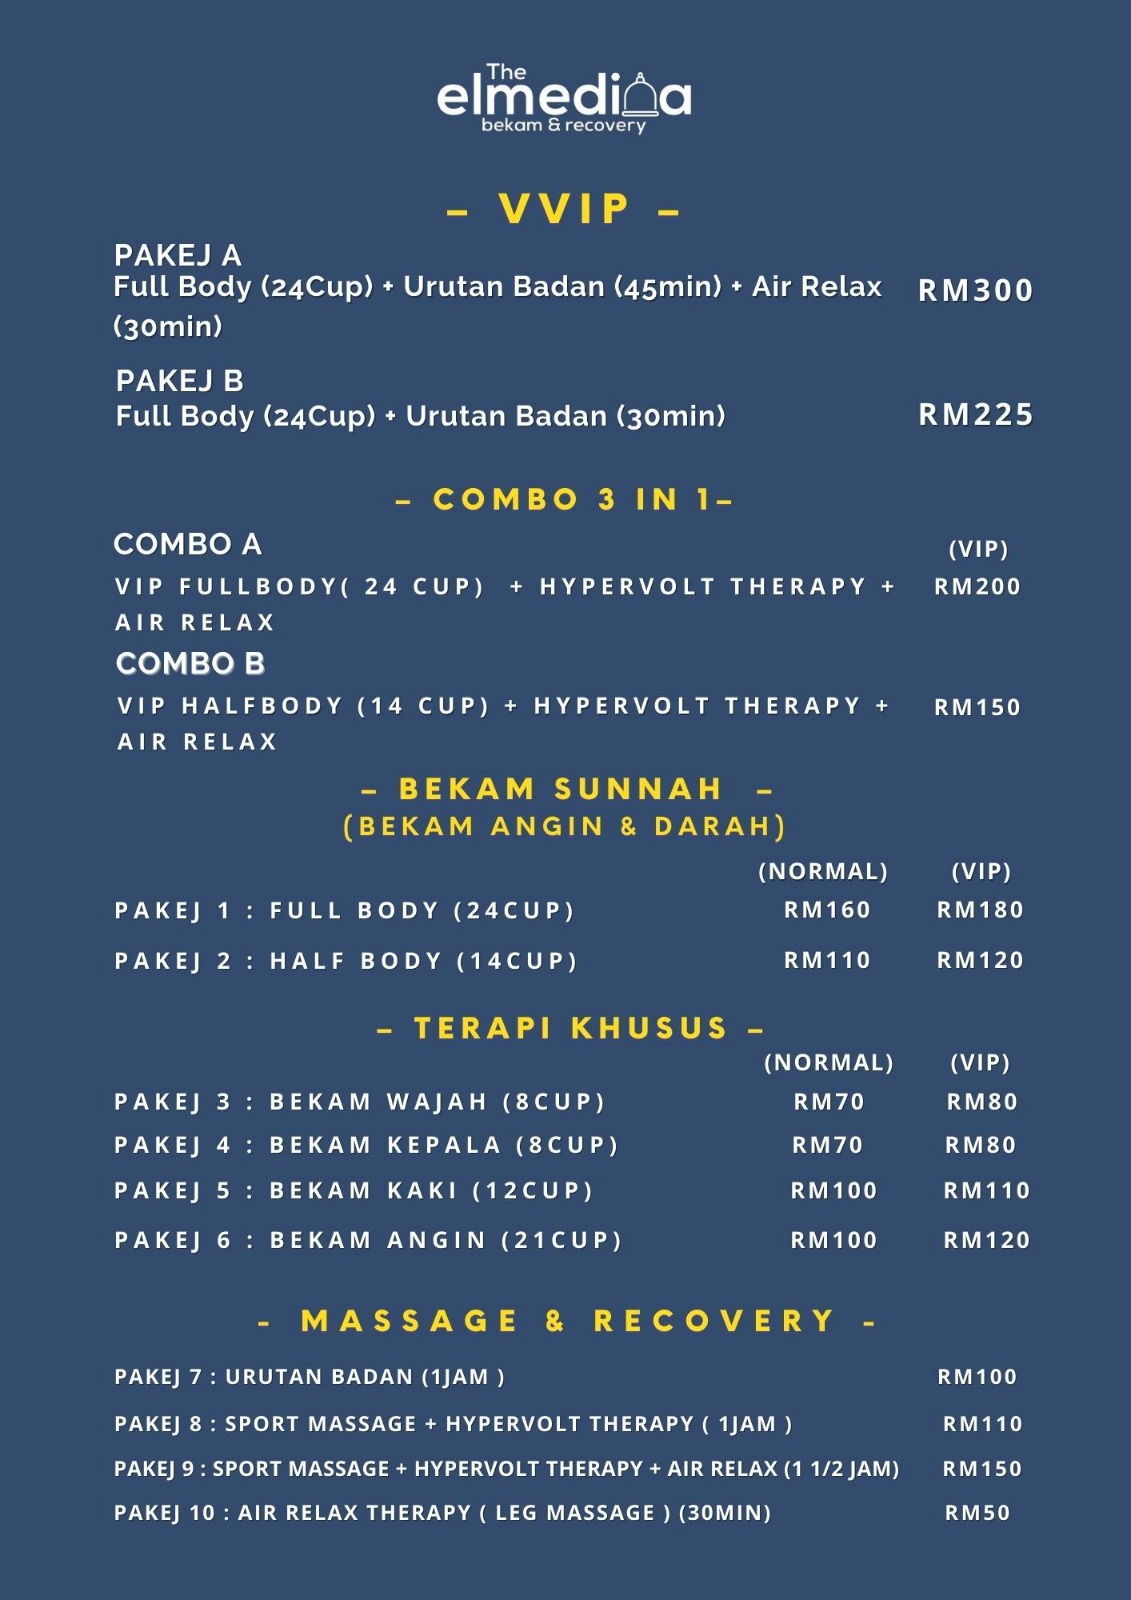 The
elmedina
bekam & recovery
– VVIP –
PAKEJ A
Full Body (24Cup) + Urutan Badan (45min) + Air Relax RM300
(30min)
PAKEJ B
Full Body (24Cup) + Urutan Badan (30min) RM225
– COMBO 3 IN 1–
COMBO A (VIP)
VIP FULLBODY( 24 CUP) + HYPERVOLT THERAPY + RM200
AIR RELAX
COMBO B
VIP HALFBODY (14 CUP) + HYPERVOLT THERAPY + RM150
AIR RELAX
– BEKAM SUNNAH –
(BEKAM ANGIN & DARAH)
(NORMAL) (VIP)
PAKEJ 1 : FULL BODY (24CUP) RM160 RM180
PAKEJ 2 : HALF BODY (14CUP) RM110 RM120
– TERAPI KHUSUS –
(NORMAL) (VIP)
PAKEJ 3 : BEKAM WAJAH (8CUP) RM70 RM80
PAKEJ 4 : BEKAM KEPALA (8CUP) RM70 RM80
PAKEJ 5 : BEKAM KAKI (12CUP) RM100 RM110
PAKEJ 6 : BEKAM ANGIN (21CUP) RM100 RM120
- MASSAGE & RECOVERY -
PAKEJ 7 : URUTAN BADAN (1JAM ) RM100
PAKEJ 8 : SPORT MASSAGE + HYPERVOLT THERAPY ( 1JAM ) RM110
PAKEJ 9 : SPORT MASSAGE + HYPERVOLT THERAPY + AIR RELAX (1 1/2 JAM) RM150
PAKEJ 10 : AIR RELAX THERAPY ( LEG MASSAGE ) (30MIN) RM50